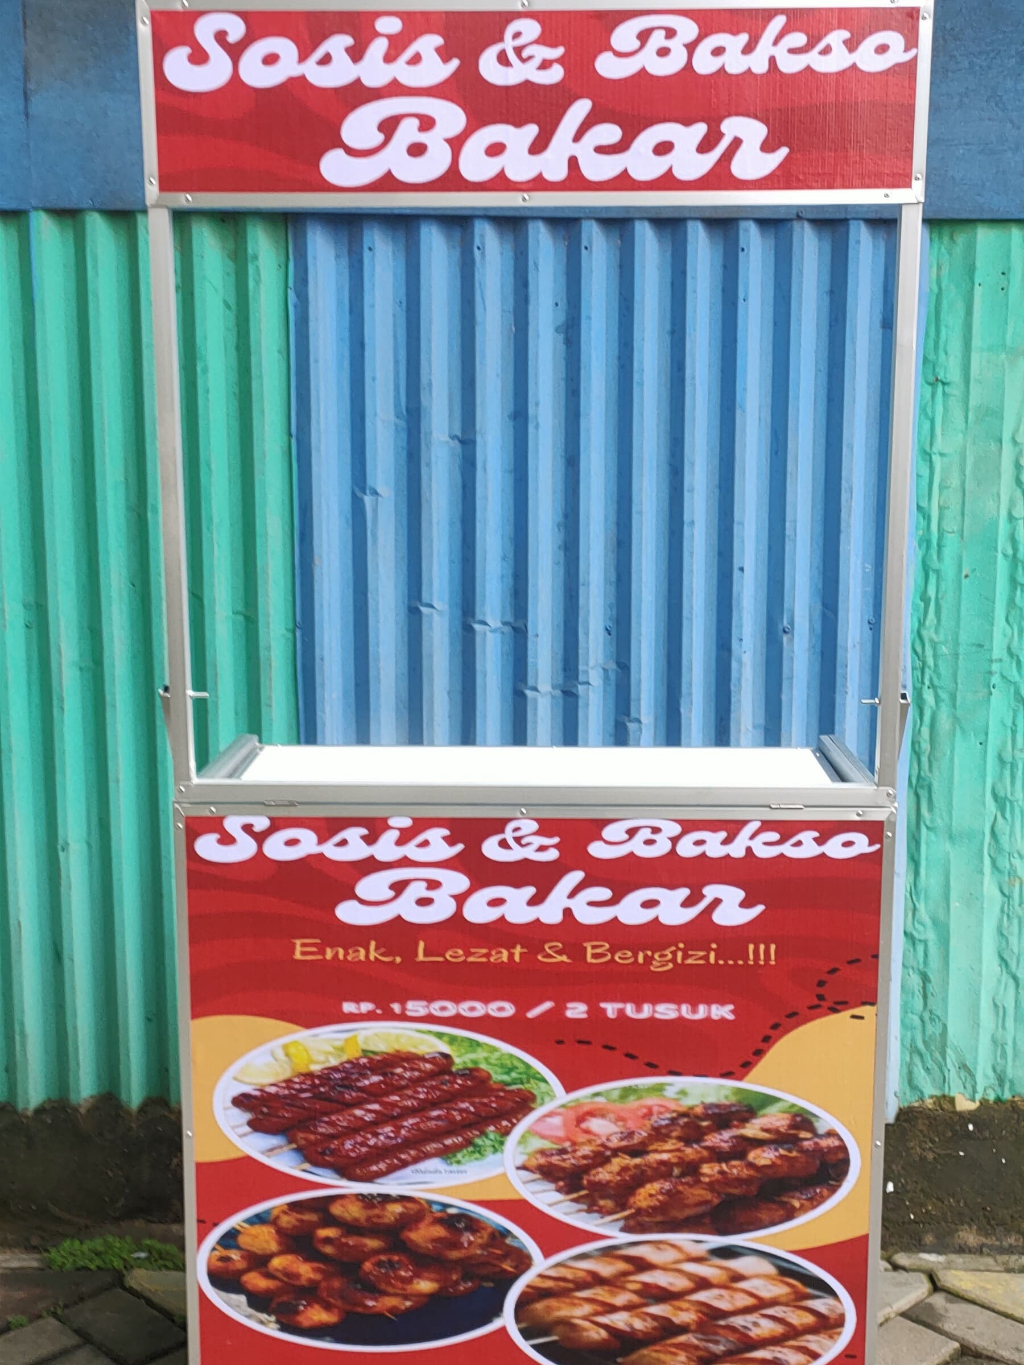 Sosis & Bakso
Bakar
Sosis & Bakso
Bakar
Enak, Lezat & Bergizi...!!!
RP. 15000 / 2 TUSUK